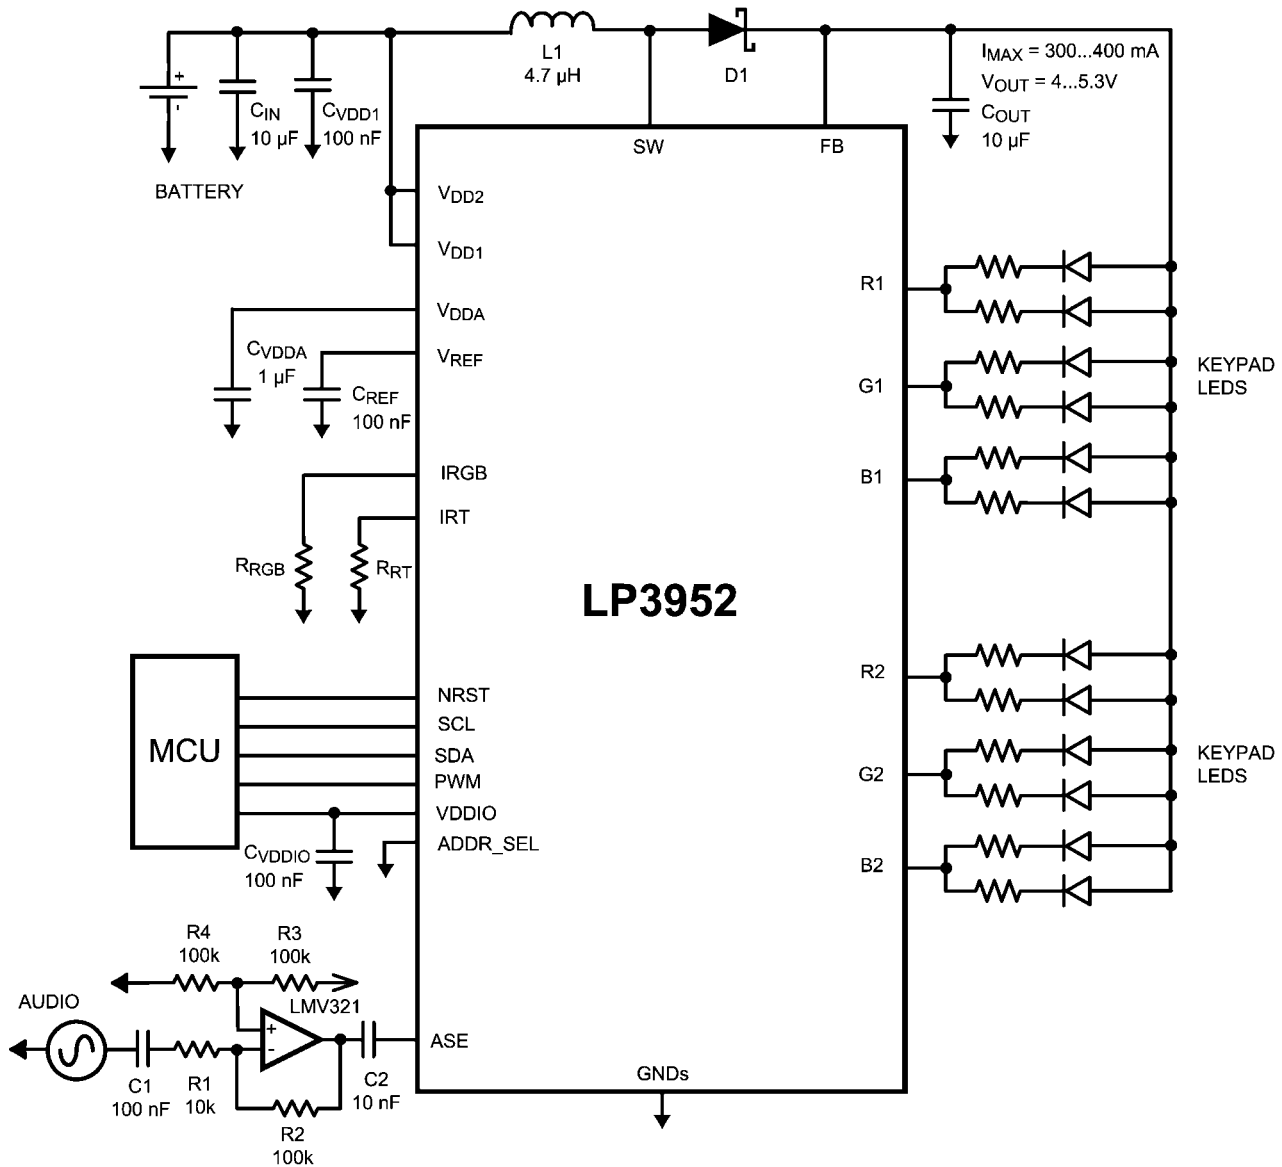 L1
4.7 µH
D1
IMAX = 300...400 mA
VOUT = 4...5.3V
COUT
10 µF
+
-
CIN
10 µF
CVDD1
100 nF
BATTERY
SW
FB
VDD2
VDD1
VDDA
VREF
CVDDA
1 µF
CREF
100 nF
IRGB
IRT
RRGB
RRT
LP3952
R1
G1
B1
KEYPAD
LEDS
R2
G2
B2
KEYPAD
LEDS
MCU
NRST
SCL
SDA
PWM
VDDIO
ADDR_SEL
CVDDIO
100 nF
R4
100k
R3
100k
LMV321
AUDIO
+
-
C1
100 nF
R1
10k
R2
100k
C2
10 nF
ASE
GNDs